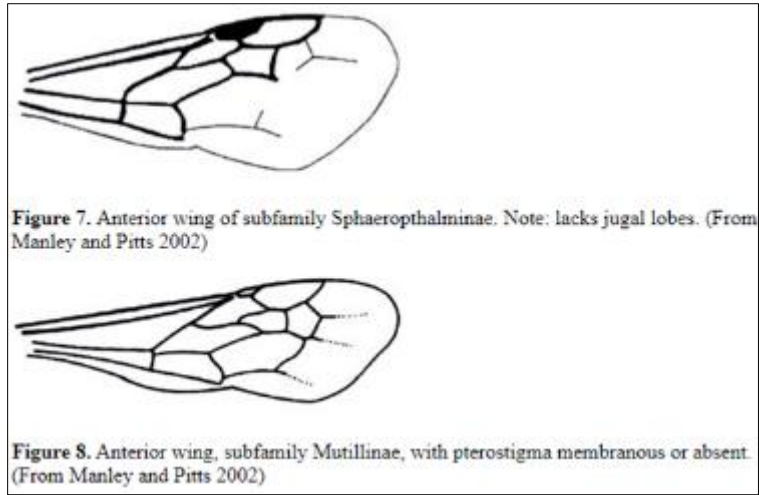 Figure 7. Anterior wing of subfamily Sphaeropthalminae. Note: lacks jugal lobes. (From
Manley and Pitts 2002)
Figure 8. Anterior wing, subfamily Mutillinae, with pterostigma membranous or absent.
(From Manley and Pitts 2002)